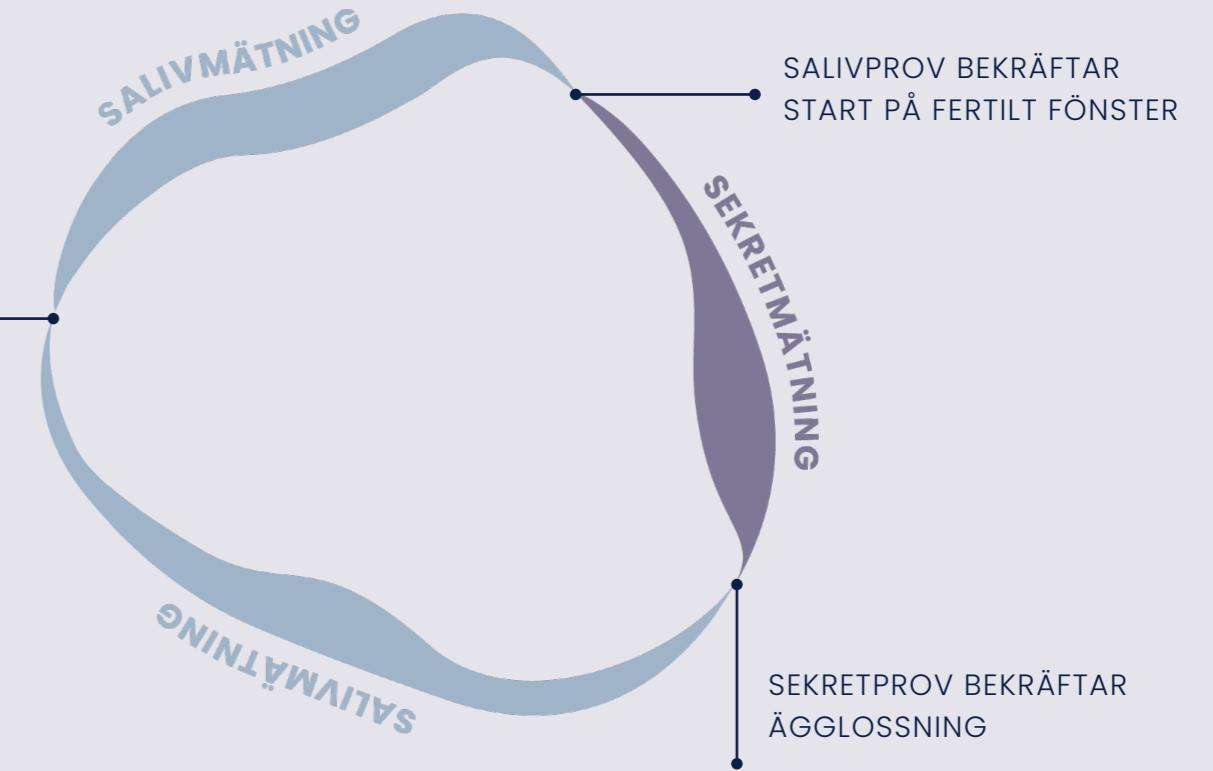 SALIVMÄTNING
SALIVPROV BEKRÄFTAR
START PÅ FERTILT FÖNSTER
SEKRETMÄTNING
SALIVMÄTNING
SEKRETPROV BEKRÄFTAR
ÄGGLOSSNING